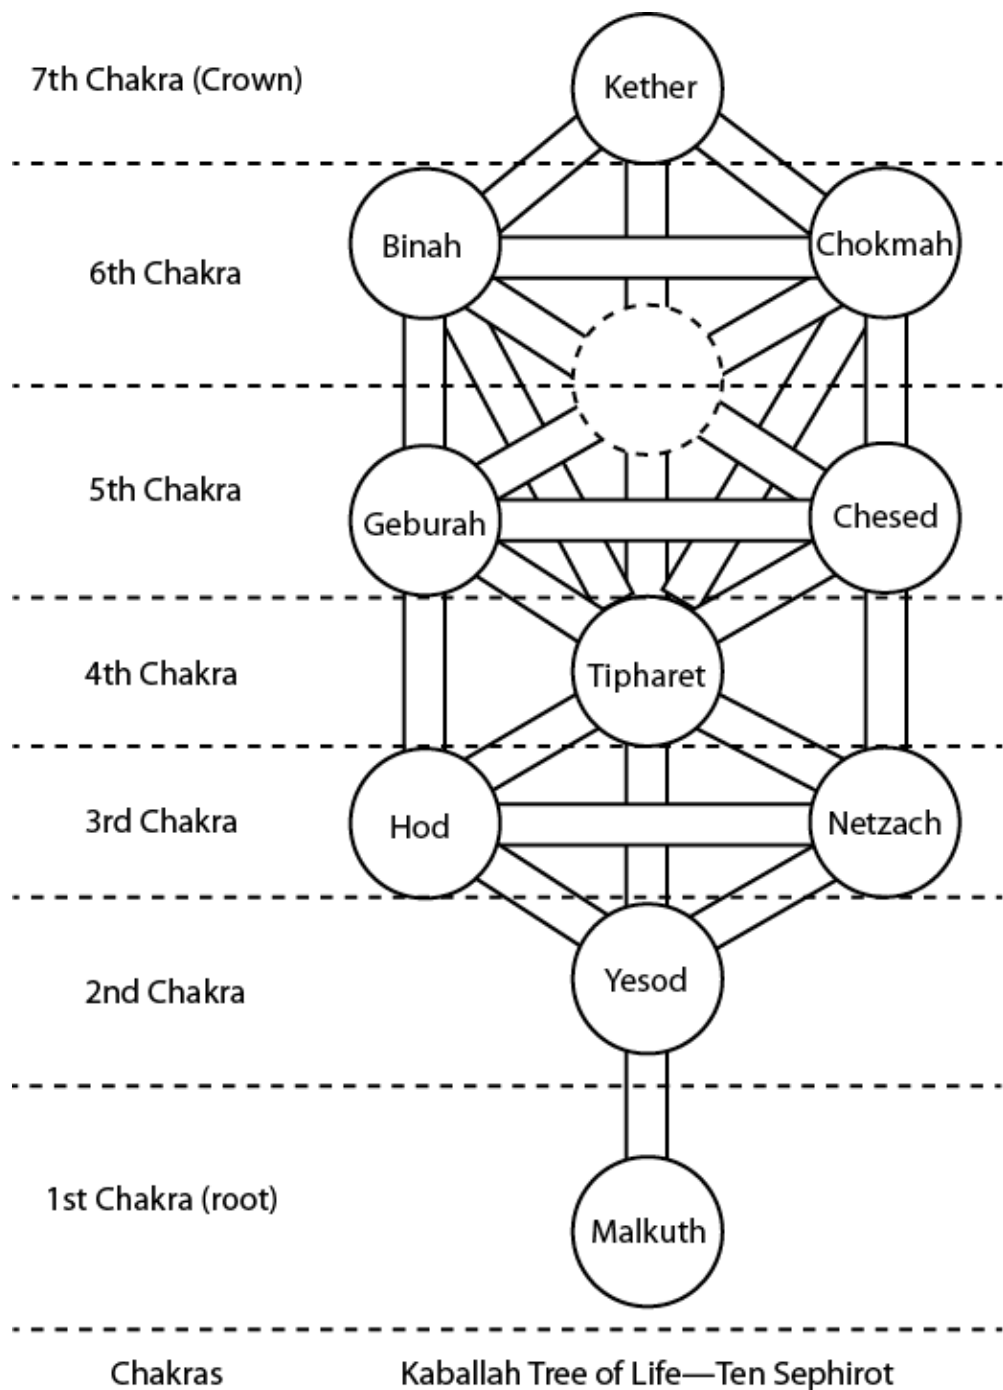 Kether
7th Chakra (Crown)
Binah
Chokmah
6th Chakra
5th Chakra
Geburah
Chesed
4th Chakra
Tipharet
3rd Chakra
Hod
Netzach
2nd Chakra
Yesod
1st Chakra (root)
Malkuth
Chakras
Kaballah Tree of Life—Ten Sephirot